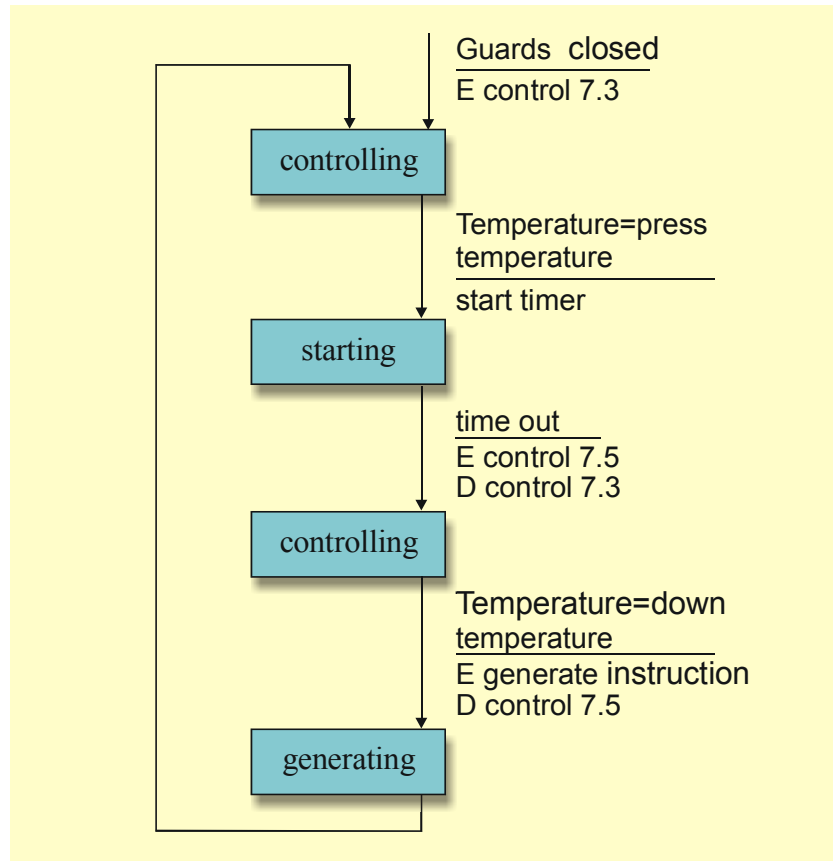 Guards closed
E control 7.3
controlling
Temperature=press
temperature
start timer
starting
time out
E control 7.5
D control 7.3
controlling
Temperature=down
temperature
E generate instruction
D control 7.5
generating